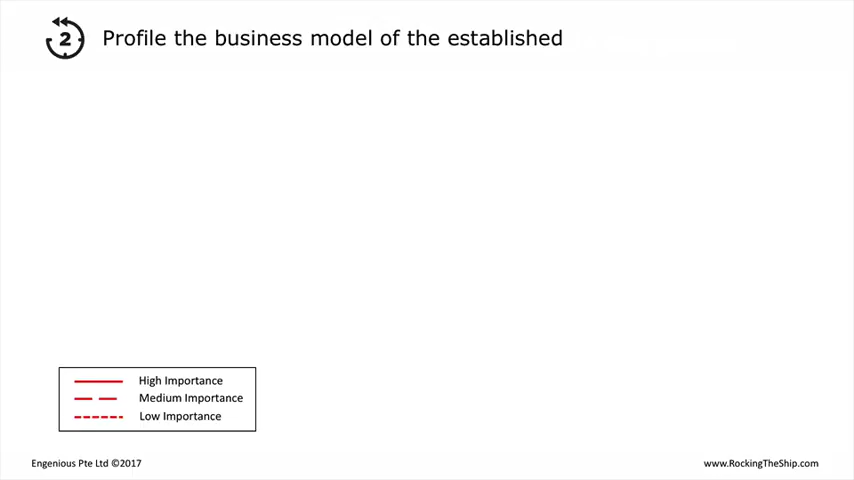 2 Profile the business model of the established
High Importance
Medium Importance
Low Importance
Engenious Pte Ltd ©2017
www.RockingTheShip.com